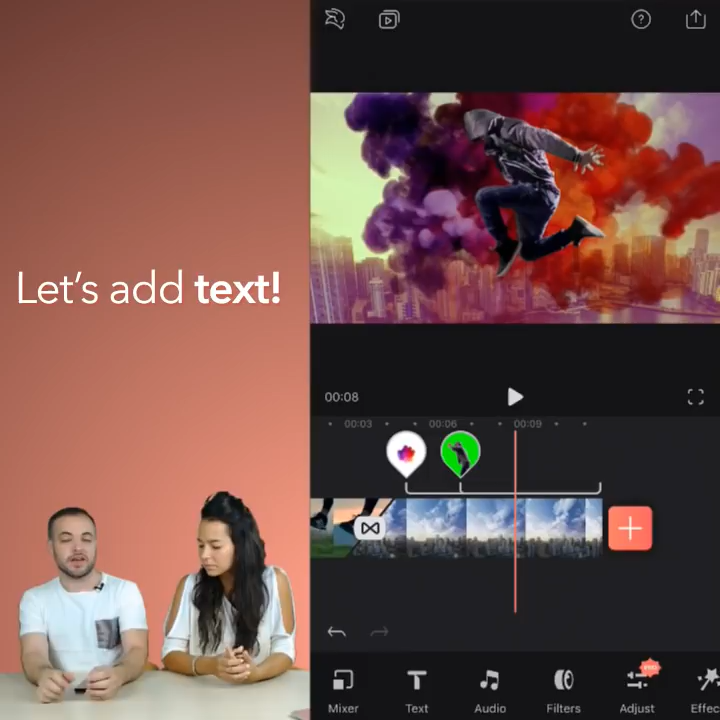 Let's add text!
00:08
00:03
00:06
00:09
PRO
Mixer
Text
Audio
Filters
Adjust
Effec